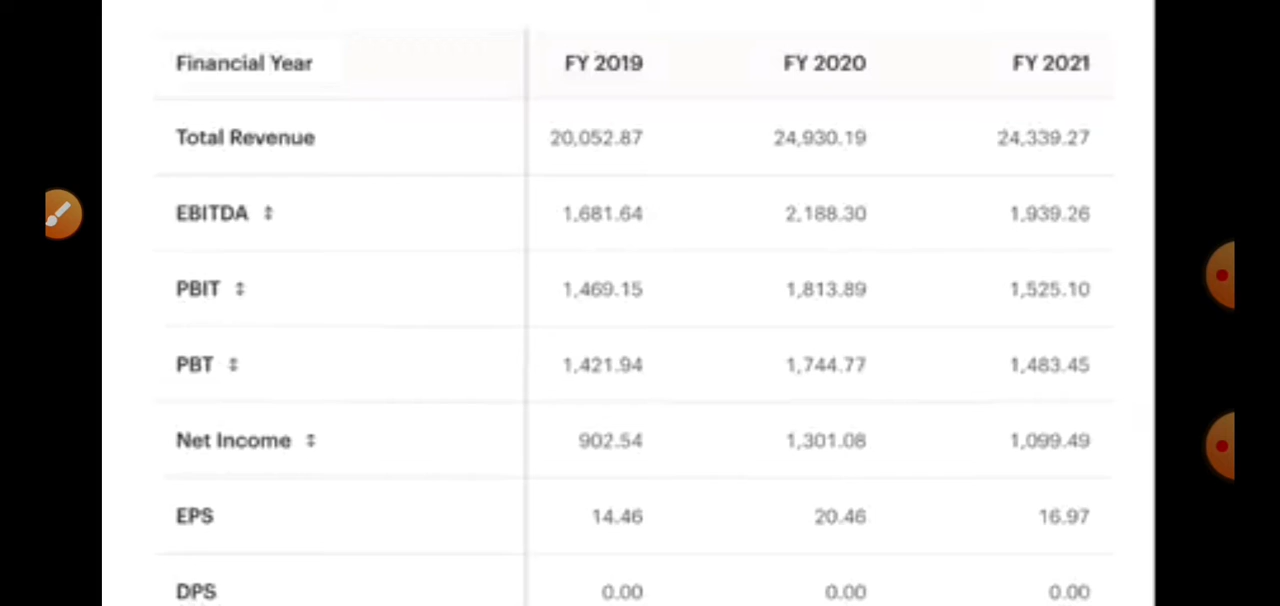 Financial Year FY 2019 FY 2020 FY 2021
Total Revenue 20,052.87 24,930.19 24,339.27
EBITDA 1,681.64 2,188.30 1,939.26
PBIT 1,469.15 1,813.89 1,525.10
PBT 1,421.94 1,744.77 1,483.45
Net Income 902.54 1,301.08 1,099.49
EPS 14.46 20.46 16.97
DPS 0.00 0.00 0.00